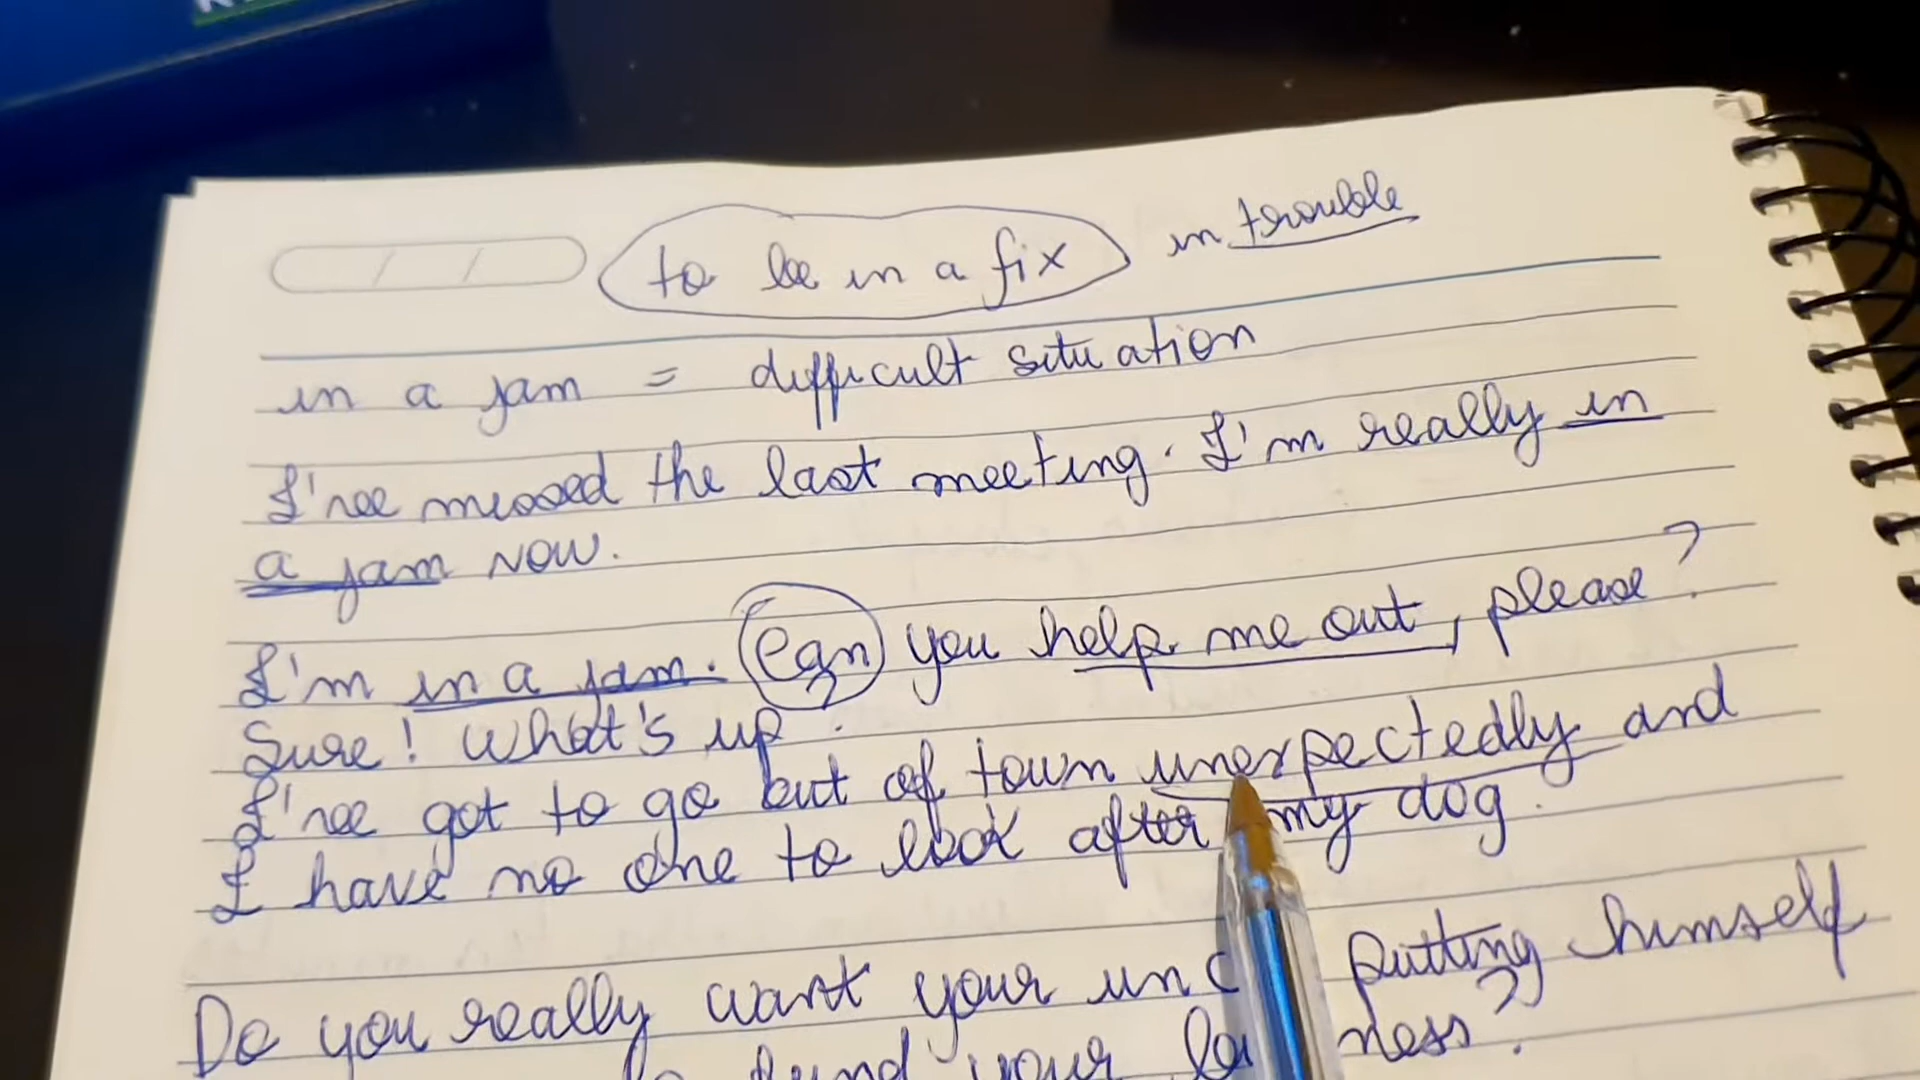 to be in a fix in trouble
in a jam = difficult situation
I've missed the last meeting. I'm really in
a jam now.
I'm in a jam. Can you help me out, please?
Sure! What's up?
I've got to go out of town unexpectedly and
I have no one to look after my dog.
Do you really want your putting himself
fund your